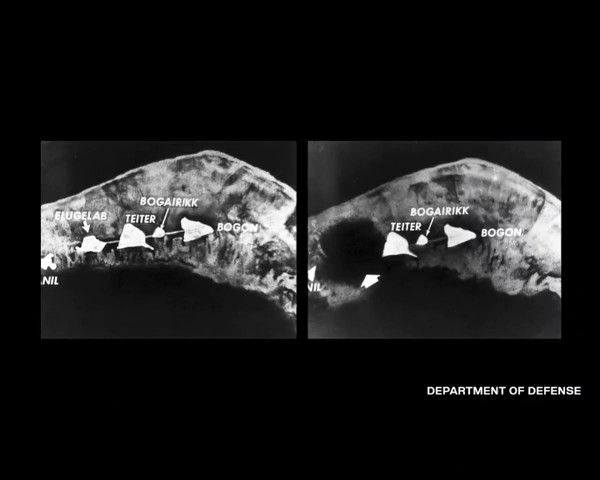 ELUGELAB
TEITER
BOGAIRIKK
BOGON
NIL
TEITER
BOGAIRIKK
BOGON
NIL
DEPARTMENT OF DEFENSE